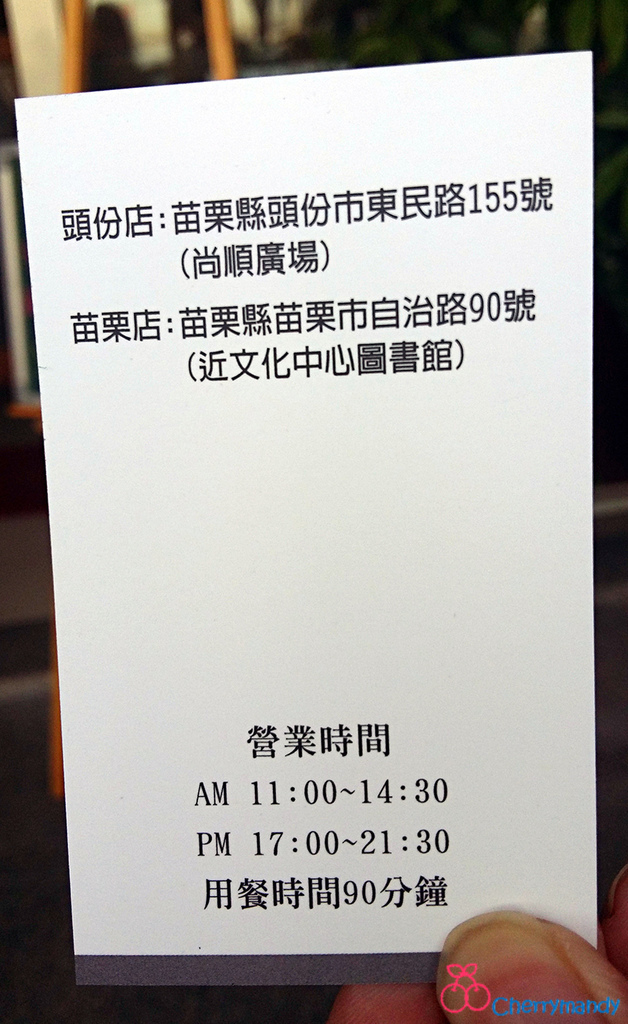 頭份店:苗栗縣頭份市東民路155號
(尚順廣場)
苗栗店:苗栗縣苗栗市自治路90號
(近文化中心圖書館)
營業時間
AM 11:00~14:30
PM 17:00~21:30
用餐時間90分鐘
Cherrymandy